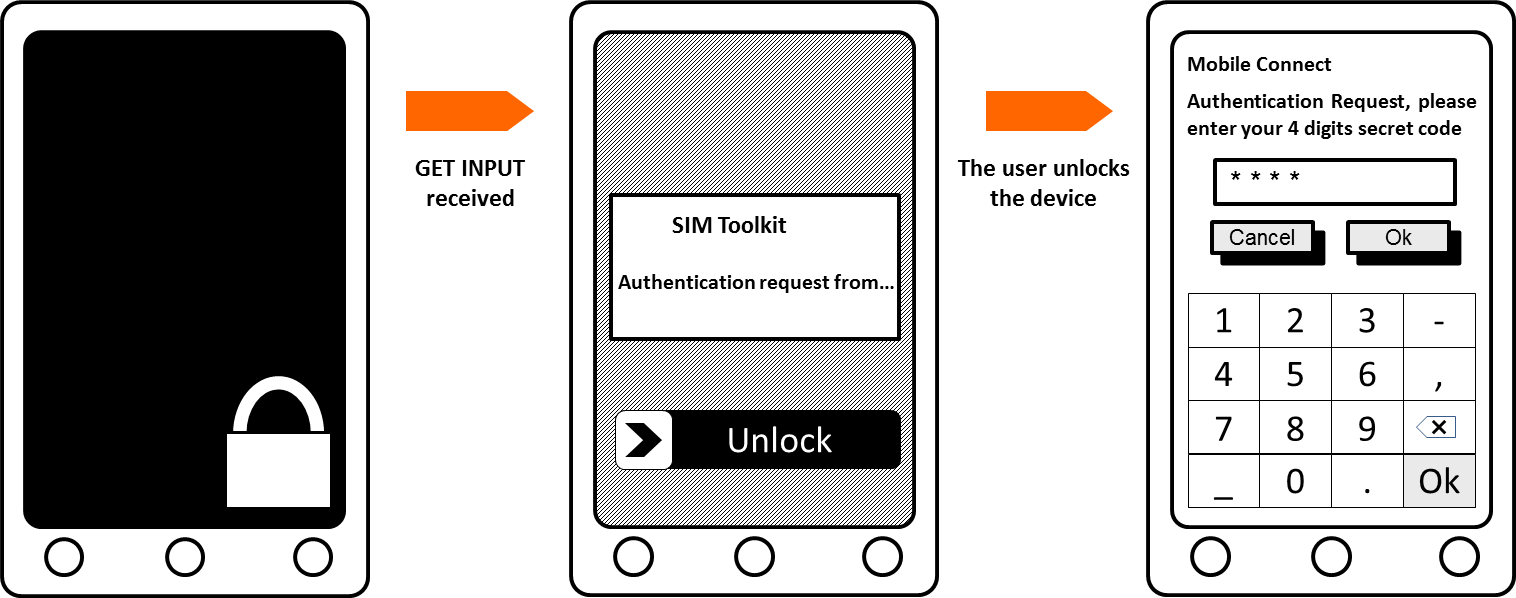 GET INPUT
received
SIM Toolkit
Authentication request from...
Unlock
The user unlocks
the device
Mobile Connect
Authentication Request, please
enter your 4 digits secret code
* * * *
Cancel Ok
1 2 3 -
4 5 6 ,
7 8 9
_ 0 . Ok